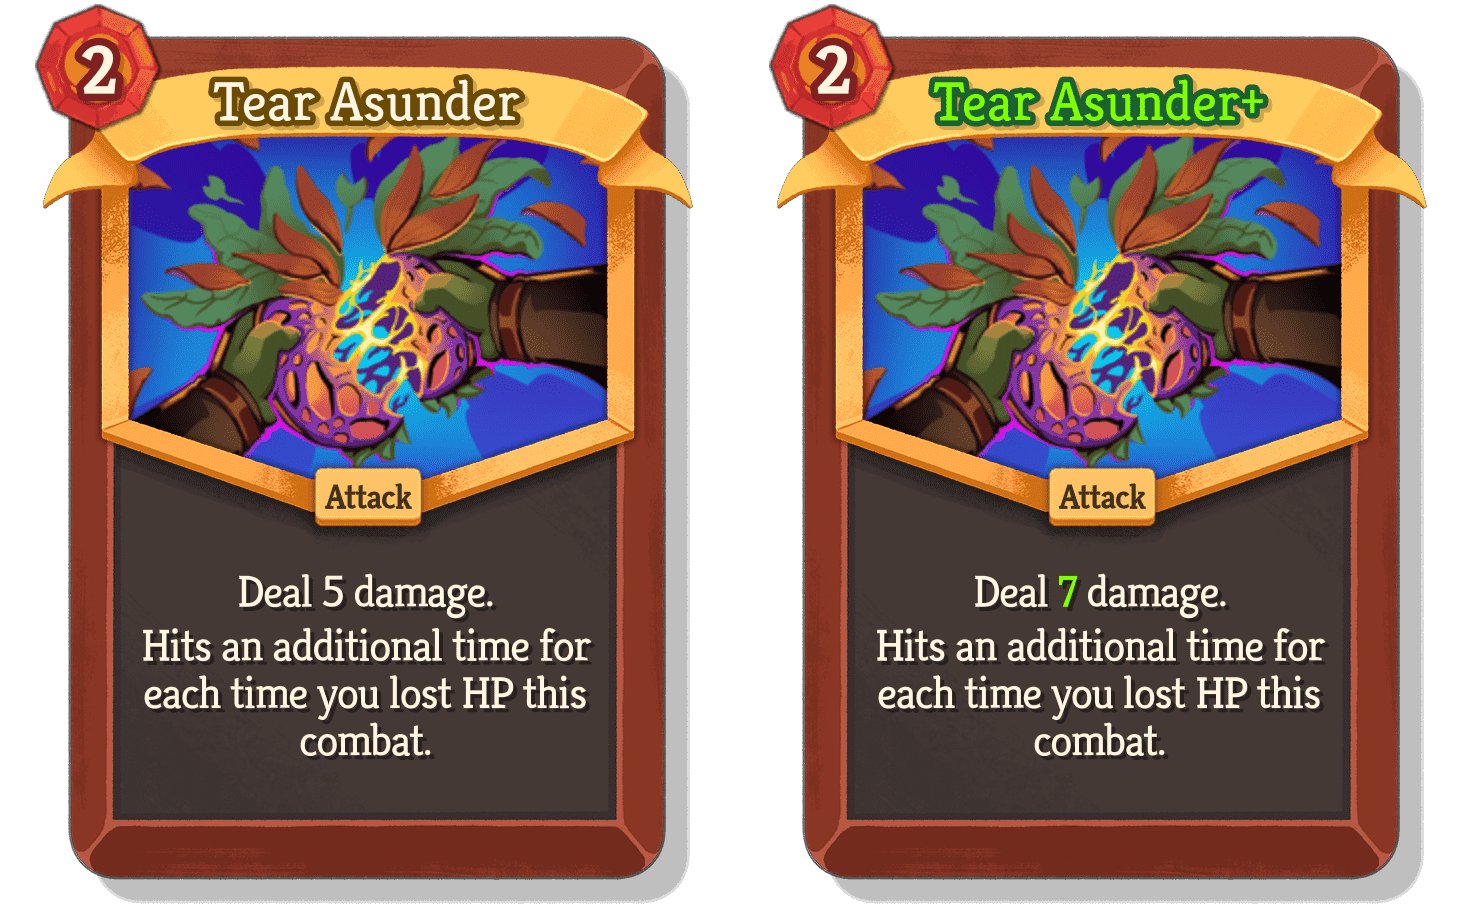 2
Tear Asunder
Attack
Deal 5 damage.
Hits an additional time for
each time you lost HP this
combat.
2
Tear Asunder+
Attack
Deal 7 damage.
Hits an additional time for
each time you lost HP this
combat.